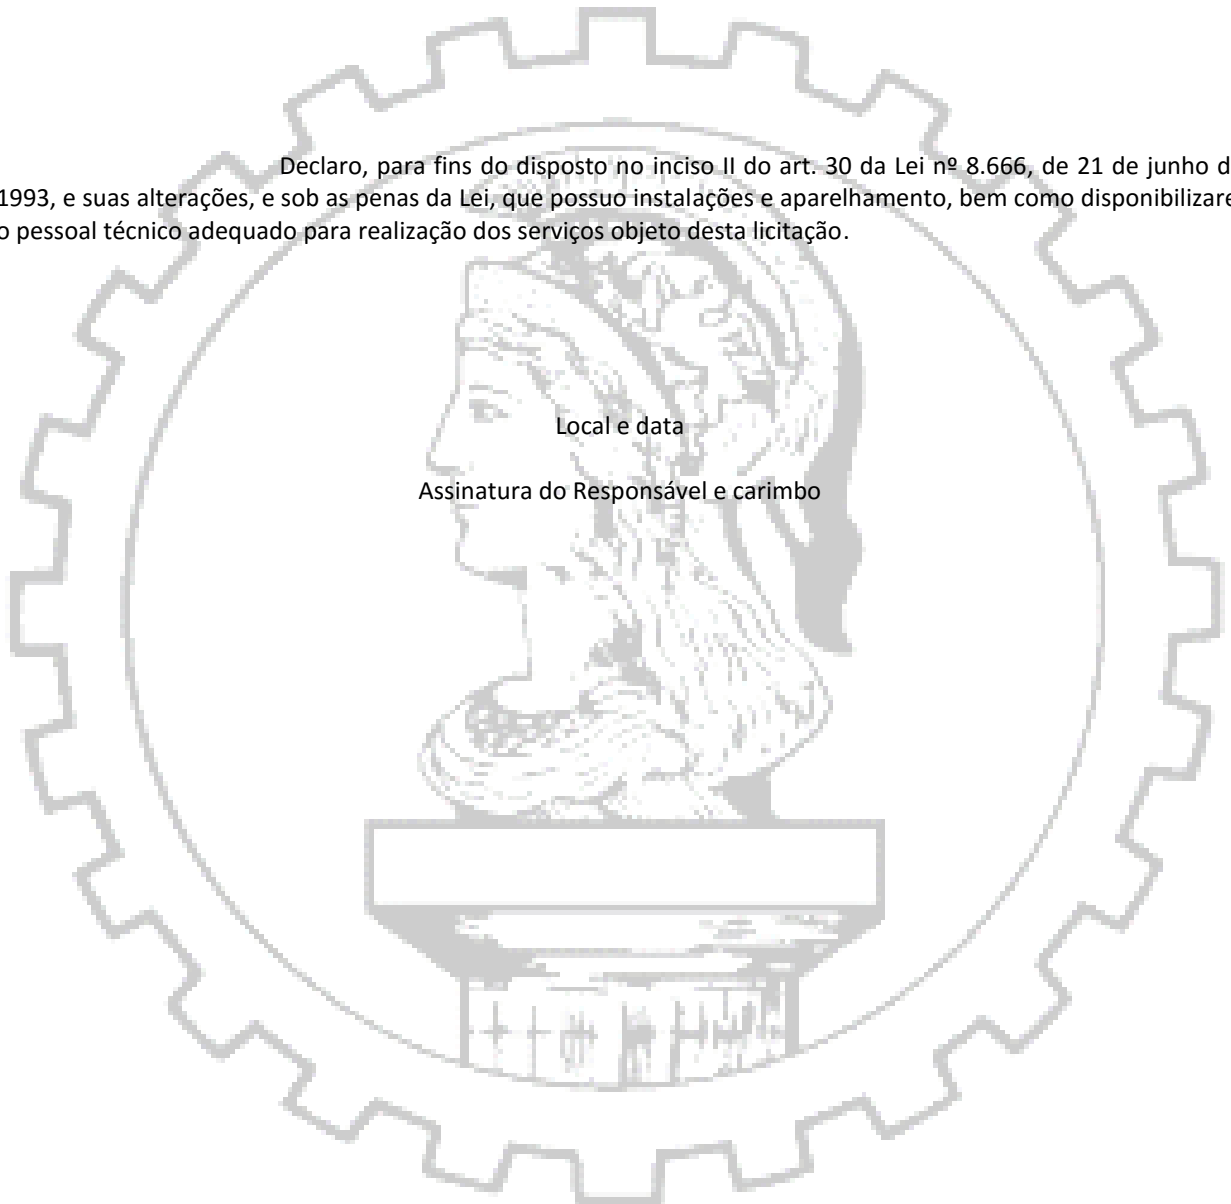 Declaro, para fins do disposto no inciso II do art. 30 da Lei nº 8.666, de 21 de junho d
1993, e suas alterações, e sob as penas da Lei, que possuo instalações e aparelhamento, bem como disponibilizare
o pessoal técnico adequado para realização dos serviços objeto desta licitação.
Local e data
Assinatura do Responsável e carimbo